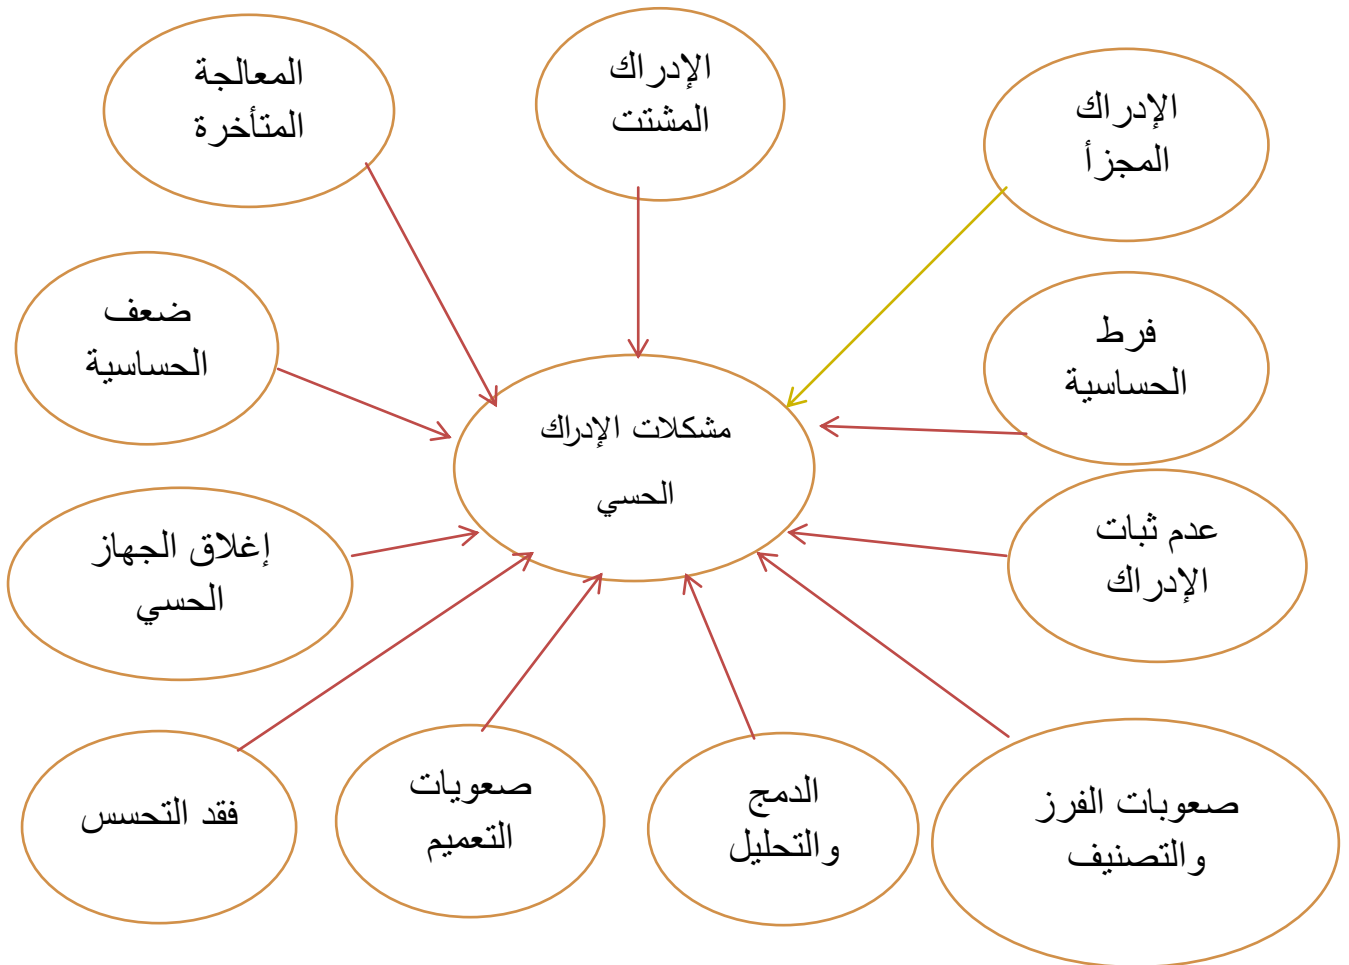 الإدراك
المجزأ
الإدراك
المشتت
المعالجة
المتأخرة
فرط
الحساسية
ضعف
الحساسية
مشكلات الإدراك
الحسي
عدم ثبات
الإدراك
إغلاق الجهاز
الحسي
صعوبات الفرز
والتصنيف
الدمج
والتحليل
صعويات
التعميم
فقد التحسس